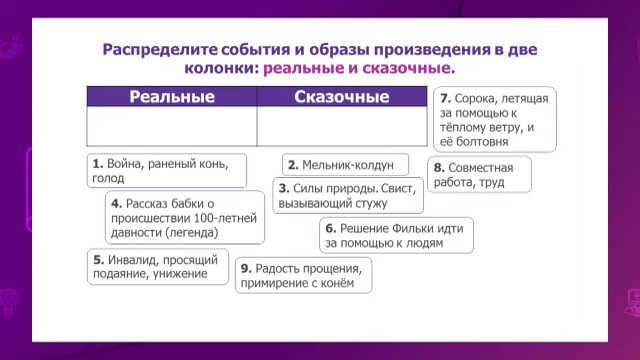 Распределите события и образы произведения в две
колонки: реальные и сказочные.
Реальные
Сказочные
7. Сорока, летящая
за помощью к
тёплому ветру, и
её болтовня
1. Война, раненый конь,
голод
2. Мельник-колдун
8. Совместная
работа, труд
3. Силы природы. Свист,
вызывающий стужу
4. Рассказ бабки о
происшествии 100-летней
давности (легенда)
6. Решение Фильки идти
за помощью к людям
5. Инвалид, просящий
подаяние, унижение
9. Радость прощения,
примирение с конём